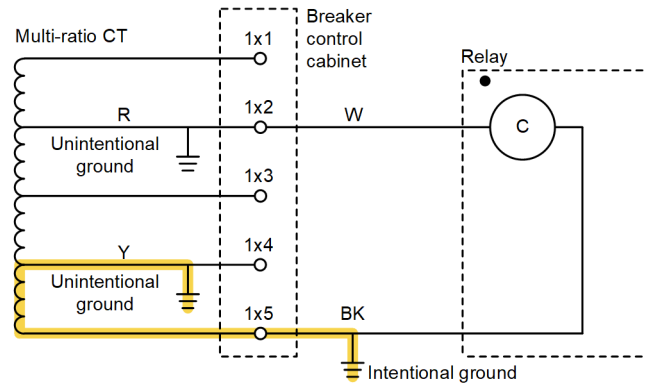 Multi-ratio CT
1x1
Breaker
control
cabinet
Relay
R
1x2
W
C
Unintentional
ground
1x3
Y
1x4
Unintentional
ground
1x5
BK
Intentional ground